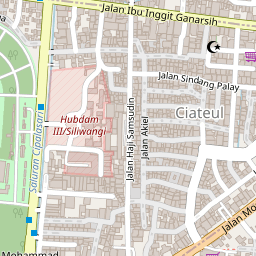 Jalan Ibu Inggit Ganarsih
Jalan Sindang Palay
Ciateul
Hubdam
III/Siliwangi
Jalan Haji Samsudin
Jalan Akiel
Saluran Cipalasari
Jalan Mo
Mohammad